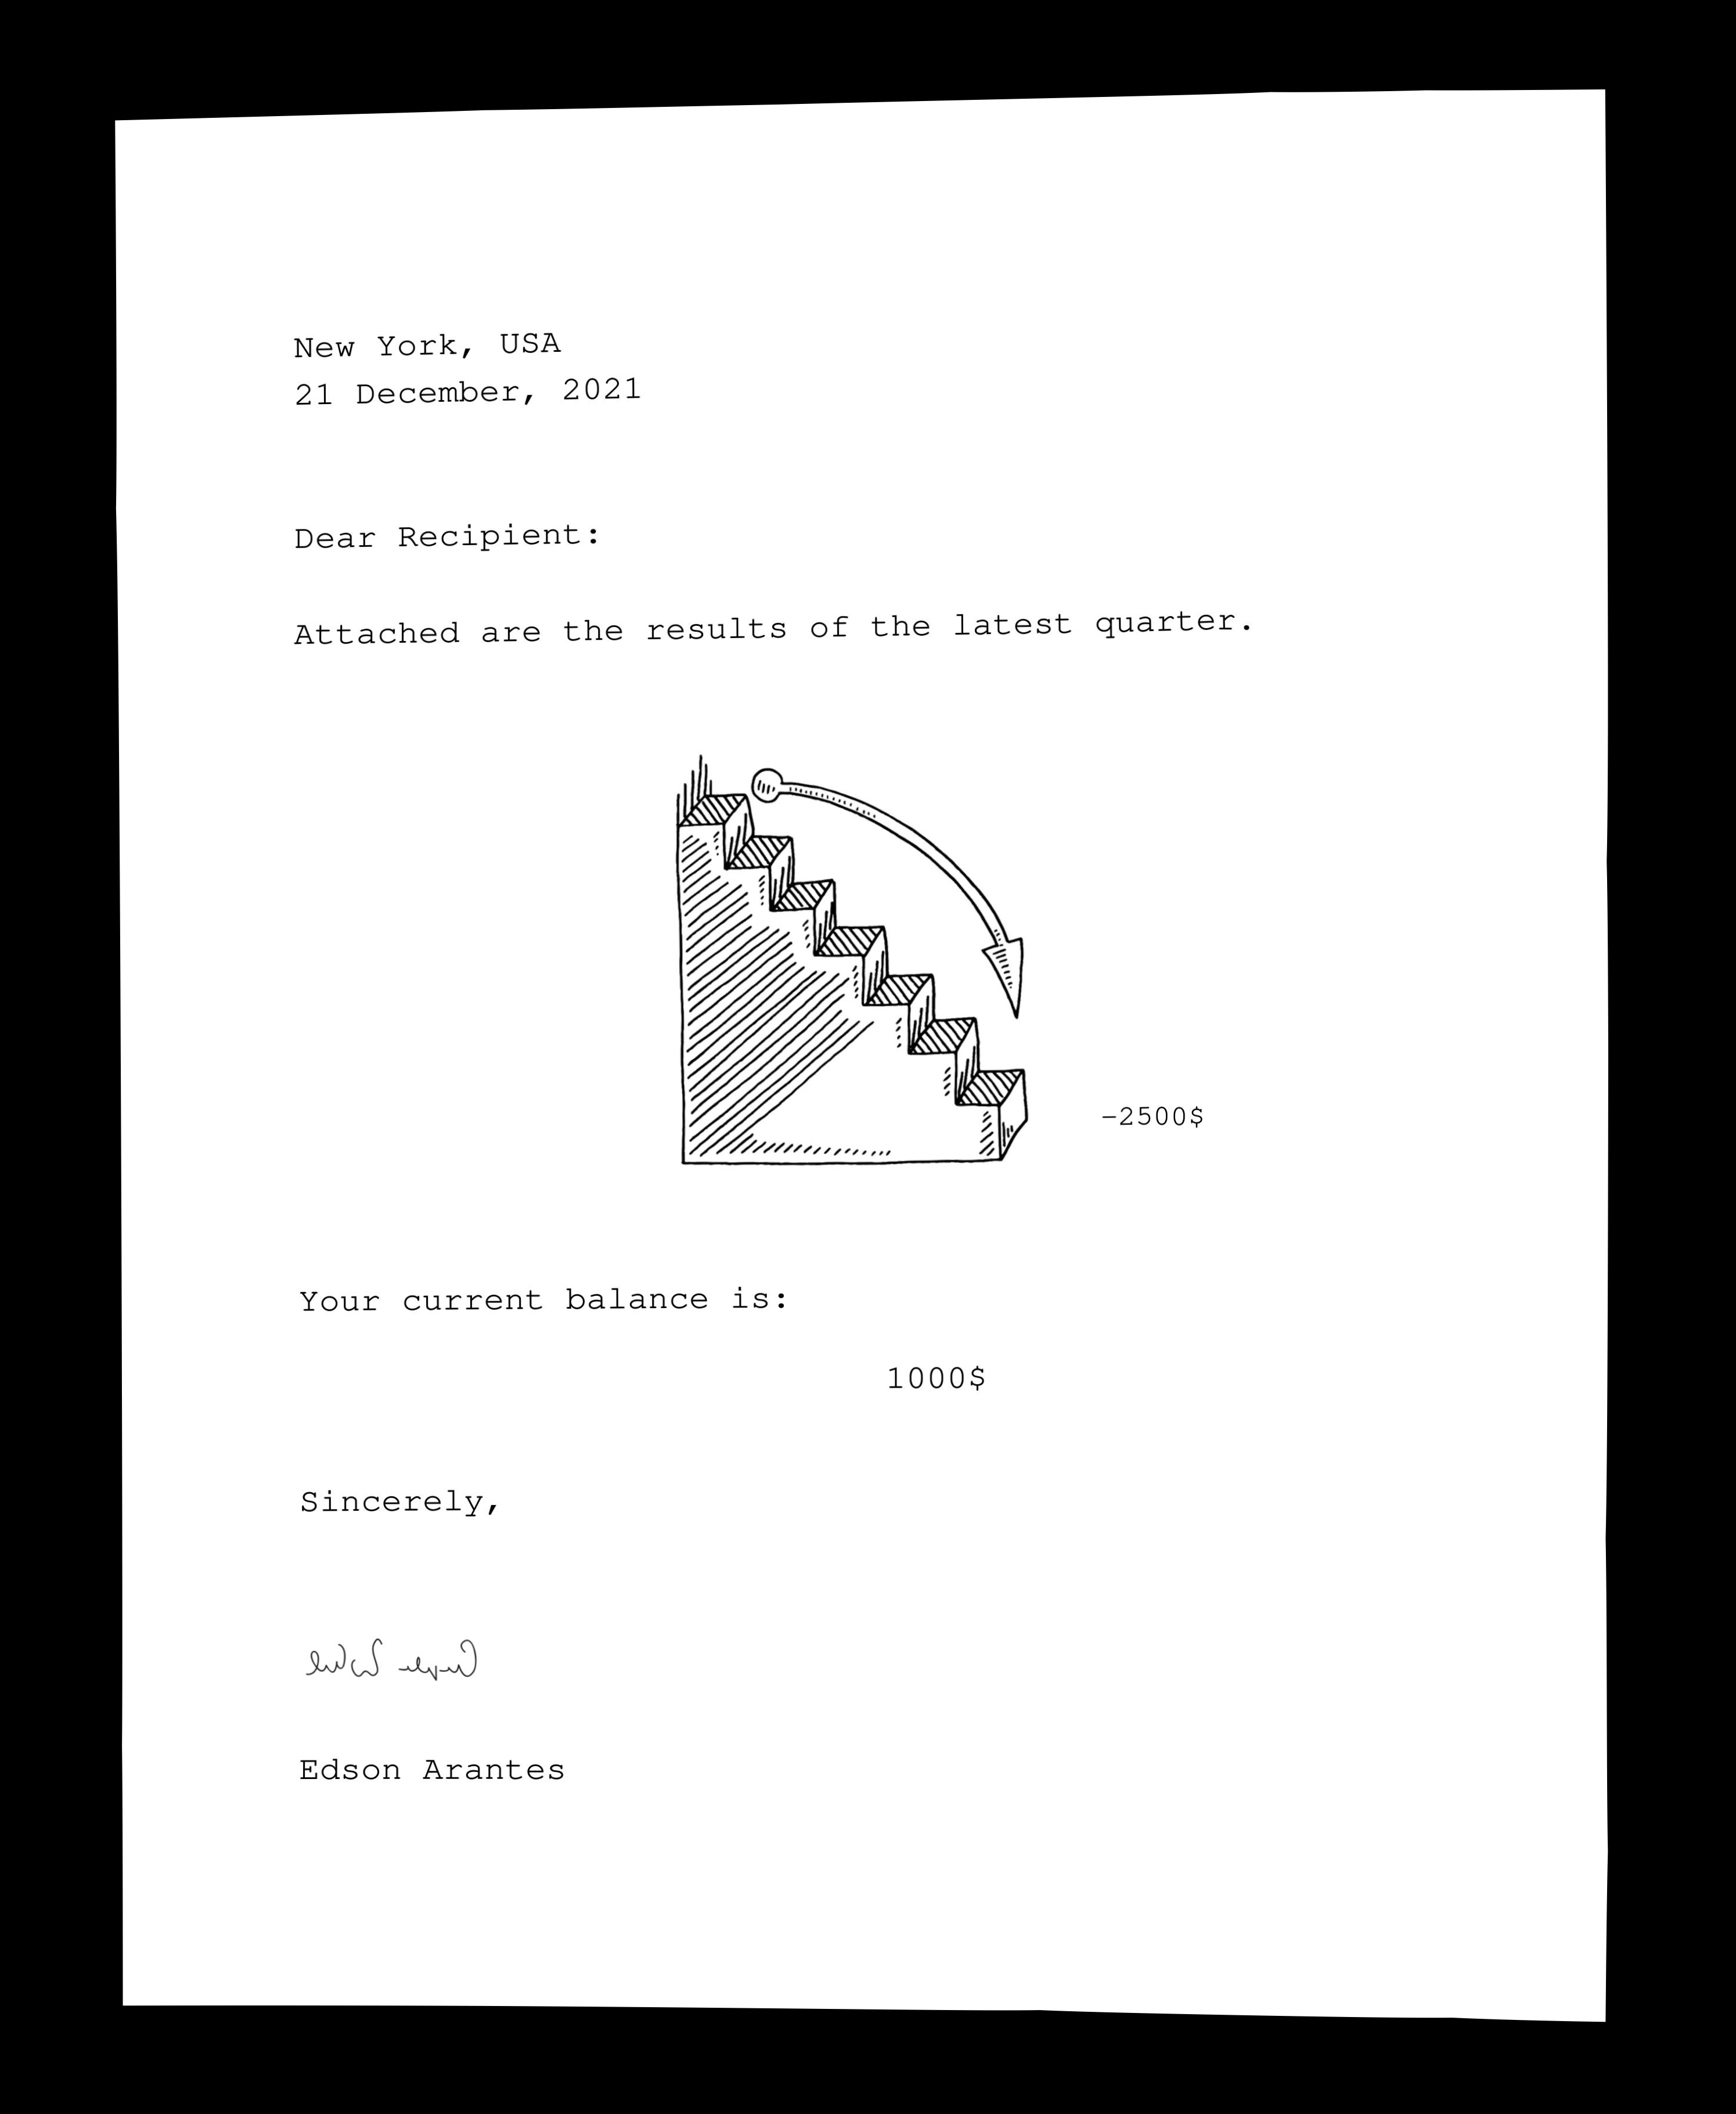 New York, USA
21 December, 2021
Dear Recipient:
Attached are the results of the latest quarter.
-2500$
Your current balance is:
1000$
Sincerely,
Edson Arantes